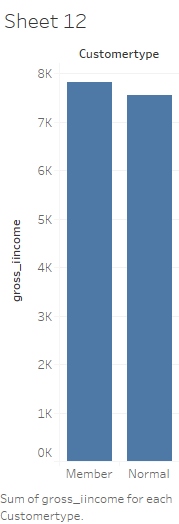 Sheet 12
Customertype
8K
7K
6K
5K
4K
3K
2K
1K
0K
gross_iincome
Member Normal
Sum of gross_iincome for each
Customertype.